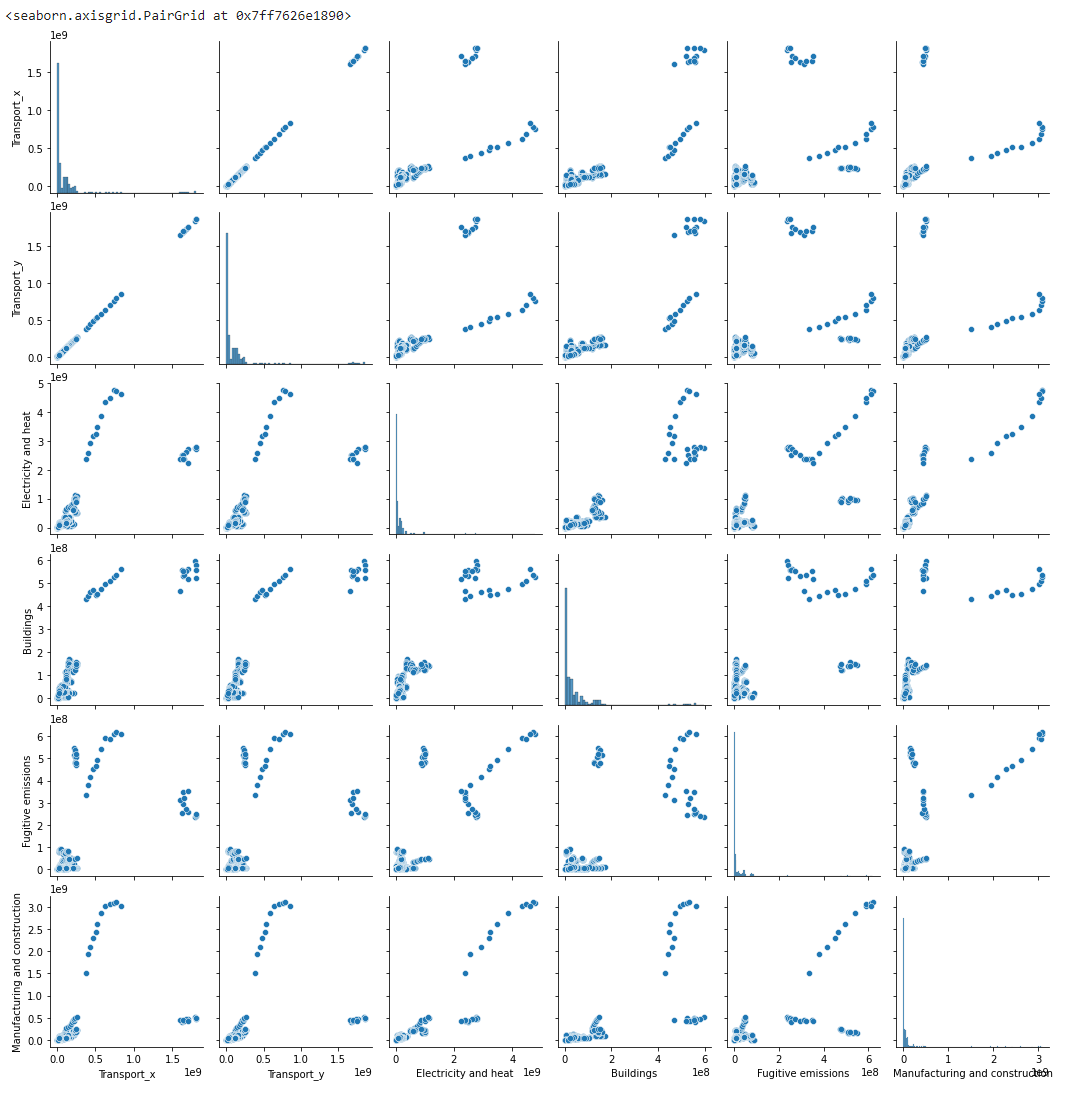 <seaborn.axisgrid.PairGrid at 0x7ff7626e1890>
1e9
Transport_x
1.5
1.0
0.5
0.0
1e9
Transport_y
1.5
1.0
0.5
0.0
1e9
Electricity and heat
5
4
3
2
1
0
1e8
Buildings
6
5
4
3
2
1
0
1e8
Fugitive emissions
6
5
4
3
2
1
0
1e9
Manufacturing and construction
3.0
2.5
2.0
1.5
1.0
0.5
0.0
0.0 0.5 1.0 1.5
Transport_x 1e9
0.0 0.5 1.0 1.5
Transport_y 1e9
0 2 4
Electricity and heat 1e9
0 2 4 6
Buildings 1e8
0 2 4 6
Fugitive emissions 1e8
0 1 2 3
Manufacturing and construction 1e9